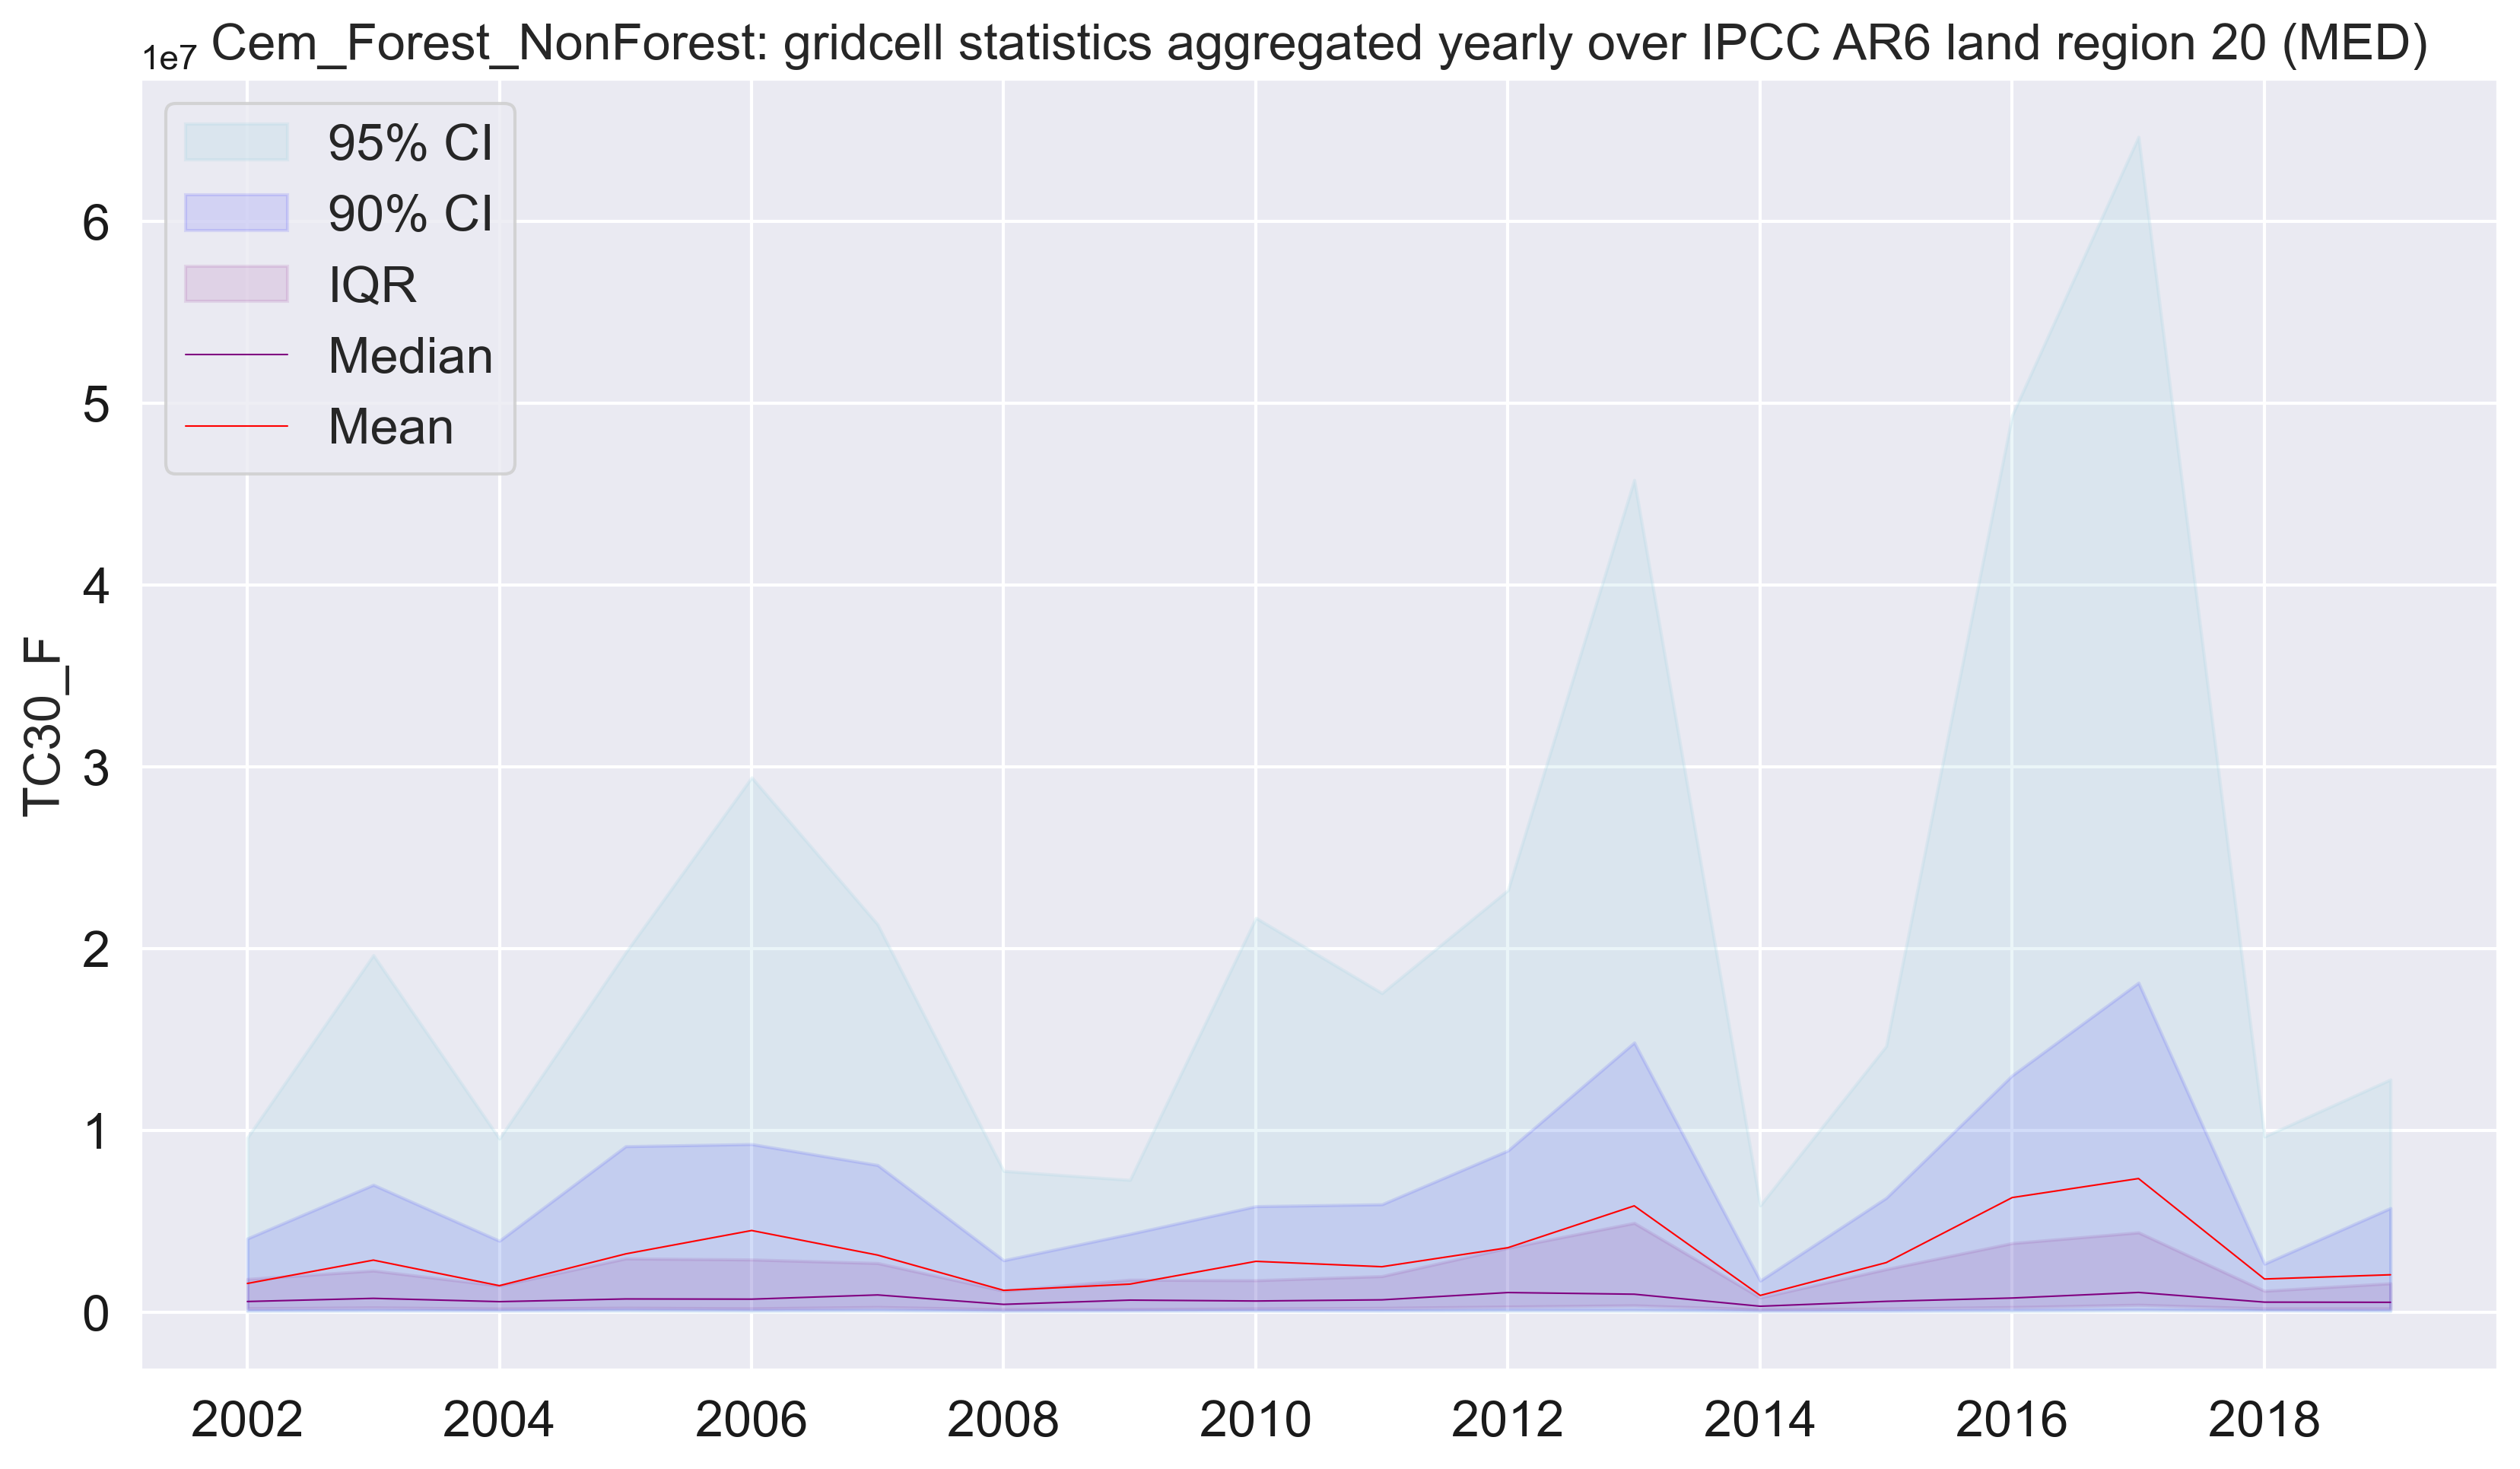 1e7 Cem_Forest_NonForest: gridcell statistics aggregated yearly over IPCC AR6 land region 20 (MED)
95% CI
90% CI
IQR
Median
Mean
6
5
4
3
2
1
0
TC30_F
2002 2004 2006 2008 2010 2012 2014 2016 2018